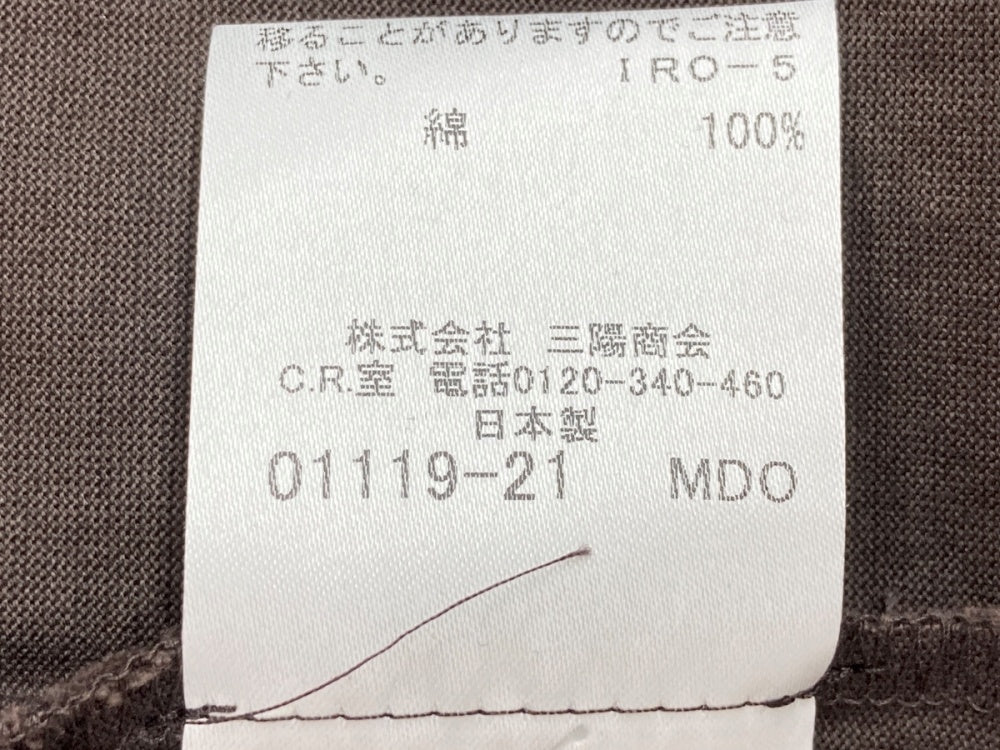 移ることがありますのでご注意
下さい。 IRO-5
綿 100%
株式会社 三陽商会
C.R.室 電話0120-340-460
日本製
01119-21 MDO